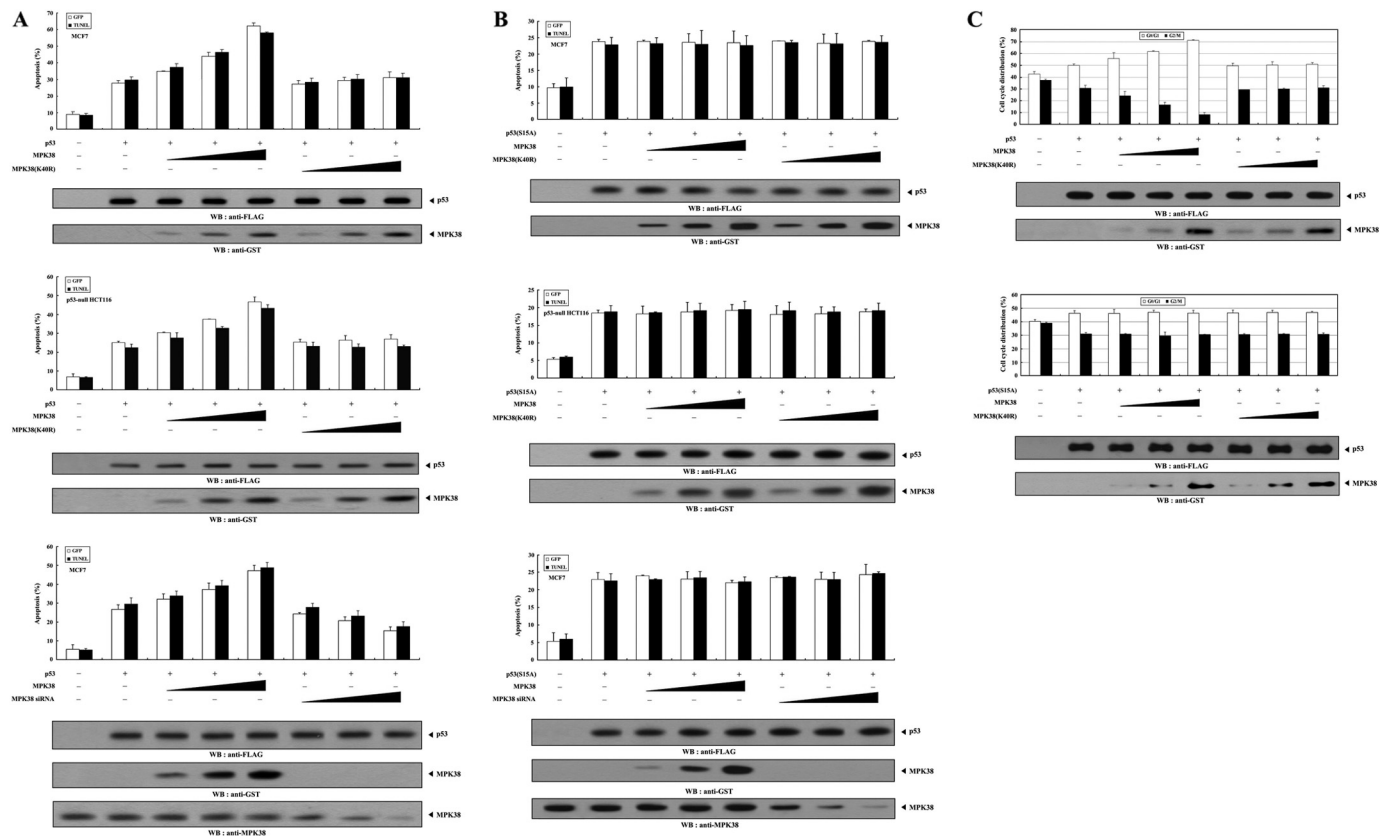 A
Apoptosis (%)
70
60
50
40
30
20
10
0
GFP
TUNEL
MCF7
p53 – + + + + + + +
MPK38 – – – – –
MPK38(K40R) – – – – –
p53
WB : anti-FLAG
MPK38
WB : anti-GST
Apoptosis (%)
60
50
40
30
20
10
0
GFP
TUNEL
p53-null HCT116
p53 – + + + + + + +
MPK38 – – – – –
MPK38(K40R) – – – – –
p53
WB : anti-FLAG
MPK38
WB : anti-GST
Apoptosis (%)
60
50
40
30
20
10
0
GFP
TUNEL
MCF7
p53 – + + + + + + +
MPK38 – – – – –
MPK38 siRNA – – – – –
p53
WB : anti-FLAG
MPK38
WB : anti-GST
MPK38
WB : anti-MPK38
B
Apoptosis (%)
30
25
20
15
10
5
0
GFP
TUNEL
MCF7
p53(S15A) – + + + + + + +
MPK38 – – – – –
MPK38(K40R) – – – – –
p53
WB : anti-FLAG
MPK38
WB : anti-GST
Apoptosis (%)
25
20
15
10
5
0
GFP
TUNEL
p53-null HCT116
p53(S15A) – + + + + + + +
MPK38 – – – – –
MPK38(K40R) – – – – –
p53
WB : anti-FLAG
MPK38
WB : anti-GST
Apoptosis (%)
30
25
20
15
10
5
0
GFP
TUNEL
MCF7
p53(S15A) – + + + + + + +
MPK38 – – – – –
MPK38 siRNA – – – – –
p53
WB : anti-FLAG
MPK38
WB : anti-GST
MPK38
WB : anti-MPK38
C
Cell cycle distribution (%)
80
70
60
50
40
30
20
10
0
G0/G1 G2/M
p53 – + + + + + + +
MPK38 – – – – –
MPK38(K40R) – – – – –
p53
WB : anti-FLAG
MPK38
WB : anti-GST
Cell cycle distribution (%)
60
50
40
30
20
10
0
G0/G1 G2/M
p53(S15A) – + + + + + + +
MPK38 – – – – –
MPK38(K40R) – – – – –
p53
WB : anti-FLAG
MPK38
WB : anti-GST